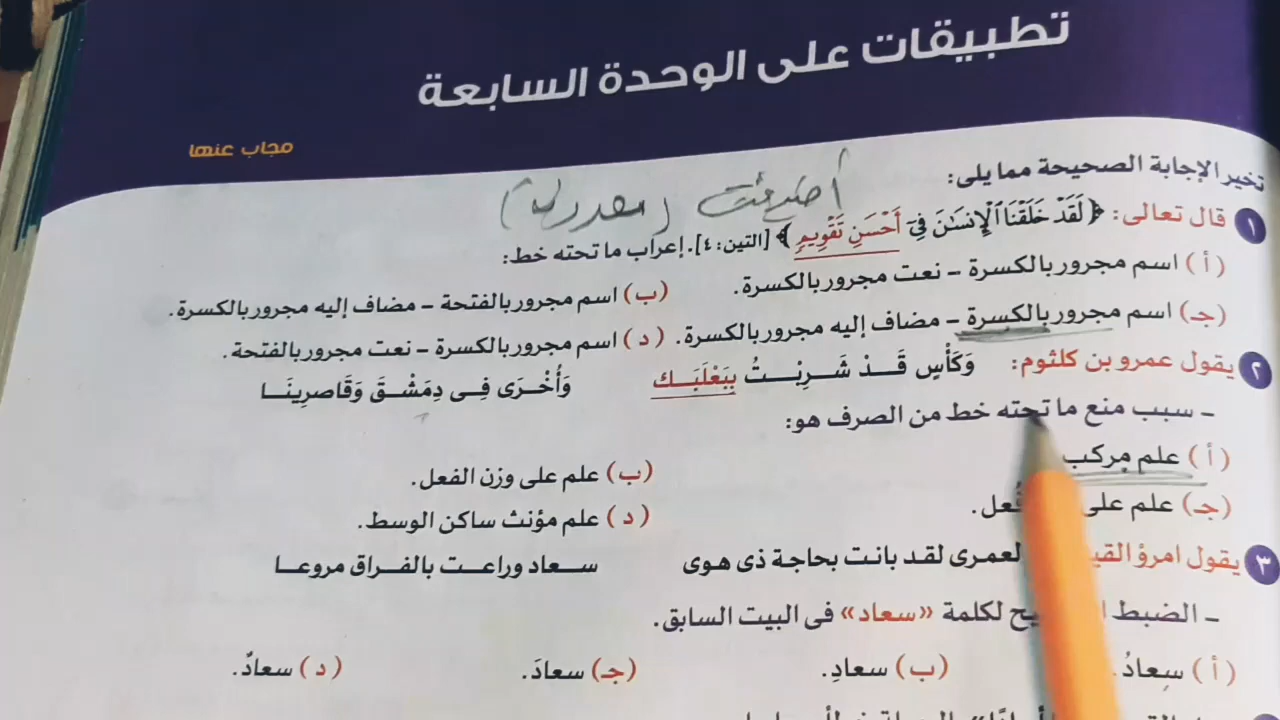 تطبيقات على الوحدة السابعة
مجاب عنها
تخير الإجابة الصحيحة مما يلى:
أضيفت
١ قال تعالى: ﴿لَقَدْ خَلَقْنَا ٱلْإِنسَـٰنَ فِىٓ أَحْسَنِ تَقْوِيمٍ﴾ [التين: ٤]. إعراب ما تحته خط:
(أ) اسم مجرور بالكسرة - نعت مجرور بالكسرة. (ب) اسم مجرور بالفتحة - مضاف إليه مجرور بالكسرة.
(جـ) اسم مجرور بالكسرة - مضاف إليه مجرور بالكسرة. (د) اسم مجرور بالكسرة - نعت مجرور بالفتحة.
٢ يقول عمرو بن كلثوم: وَكَأْسٍ قَدْ شَرِبْتُ بِبَعْلَبَك وَأُخْرَى فِى دِمَشْقَ وَقَاصرِينَا
- سبب منع ما تحته خط من الصرف هو:
(أ) علم مركب (ب) علم على وزن الفعل.
(جـ) علم على فُعل. (د) علم مؤنث ساكن الوسط.
٣ يقول امرؤ لعمرى لقد بانت بحاجة ذى هوى سعاد وراعت بالفراق مروعا
- الضبط لكلمة «سعاد» فى البيت السابق.
(أ) سعادُ. (ب) سعادِ. (جـ) سعادَ. (د) سعادٌ.